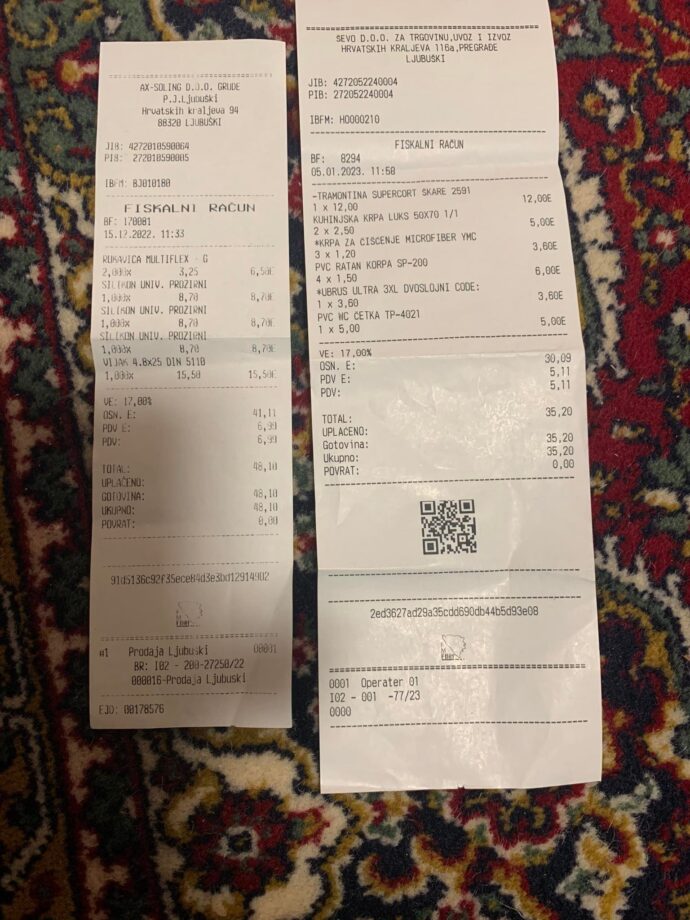 AX-SOLING D.O.O. GRUDE
P.J.Ljubuški
Hrvatskih kraljeva 94
88320 LJUBUŠKI
JIB: 4272010590064
PIB: 272010590005
IBFM: BJ010180
FISKALNI RAČUN
BF: 170081
15.12.2022. 11:33
RUKAVICA MULTIFLEX - G
2,000x 3,25 6,50E
SILIKON UNIV. PROZIRNI
1,000x 8,70 8,70E
SILIKON UNIV. PROZIRNI
1,000x 8,70 8,70E
SILIKON UNIV. PROZIRNI
1,000x 8,70 8,70E
VIJAK 4.8x25 DIN 5110
1,000x 15,50 15,50E
VE: 17,00%
OSN. E: 41,11
PDV E: 6,99
PDV: 6,99
TOTAL: 48,10
UPLAĆENO:
GOTOVINA: 48,10
UKUPNO: 48,10
POVRAT: 0,00
#1 Prodaja Ljubuski 00001
BR: I02 - 200-27250/22
000016-Prodaja Ljubuski
EJD: 00178576
SEVO D.O.O. ZA TRGOVINU,UVOZ I IZVOZ
HRVATSKIH KRALJEVA 116a,PREGRAĐE
LJUBUŠKI
JIB: 4272052240004
PIB: 272052240004
IBFM: HO000210
FISKALNI RAČUN
BF: 8294
05.01.2023. 11:58
-TRAMONTINA SUPERCORT ŠKARE 2591
1 x 12,00 12,00E
KUHINJSKA KRPA LUKS 50X70 1/1
2 x 2,50 5,00E
*KRPA ZA CISCENJE MICROFIBER YMC
3 x 1,20 3,60E
PVC RATAN KORPA SP-200
4 x 1,50 6,00E
*UBRUS ULTRA 3XL DVOSLOJNI CODE:
1 x 3,60 3,60E
PVC WC CETKA TP-4021
1 x 5,00 5,00E
VE: 17,00%
OSN. E: 30,09
PDV E: 5,11
PDV: 5,11
TOTAL: 35,20
UPLAĆENO:
Gotovina: 35,20
Ukupno: 35,20
POVRAT: 0,00
2ed3627ad29a35cdd690db44b5d93e08
0001 Operater 01
I02 - 001 -77/23
0000